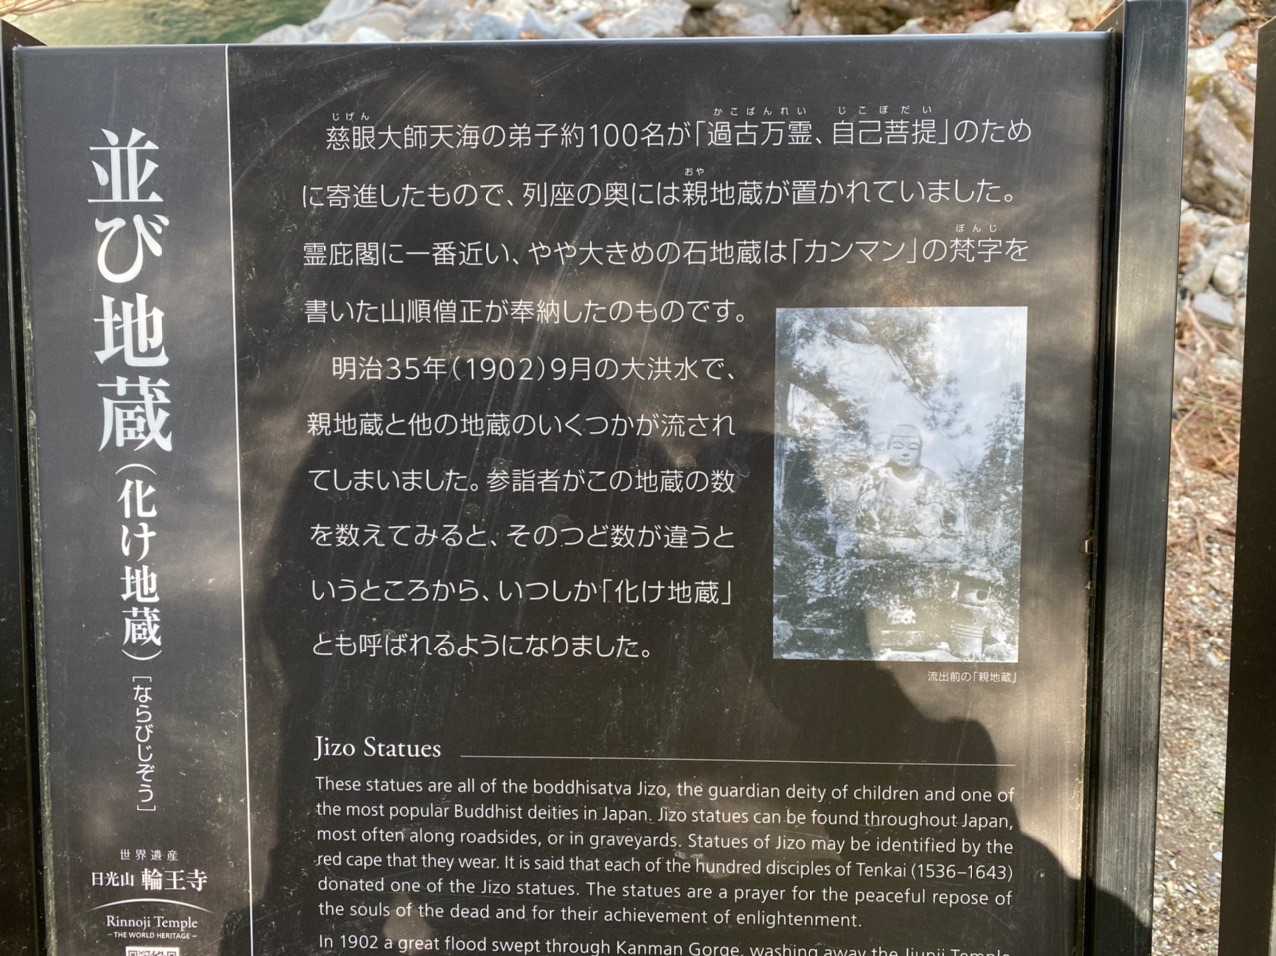 並び地蔵(化け地蔵)[ならびじぞう]
世界遺産
日光山 輪王寺
Rinnoji Temple
-THE WORLD HERITAGE-
じげん かこばんれい じこぼだい
慈眼大師天海の弟子約100名が「過古万霊、自己菩提」のため
おや
に寄進したもので、列座の奥には親地蔵が置かれていました。
ぼんじ
霊庇閣に一番近い、やや大きめの石地蔵は「カンマン」の梵字を
書いた山順僧正が奉納したのものです。
明治35年(1902)9月の大洪水で、
親地蔵と他の地蔵のいくつかが流され
てしまいました。参詣者がこの地蔵の数
を数えてみると、そのつど数が違うと
いうところから、いつしか「化け地蔵」
とも呼ばれるようになりました。
流出前の「親地蔵」
Jizo Statues
These statues are all of the boddhisatva Jizo, the guardian deity of children and one of
the most popular Buddhist deities in Japan. Jizo statues can be found throughout Japan,
most often along roadsides, or in graveyards. Statues of Jizo may be identified by the
red cape that they wear. It is said that each of the hundred disciples of Tenkai (1536–1643)
donated one of the Jizo statues. The statues are a prayer for the peaceful repose of
the souls of the dead and for their achievement of enlightenment.
In 1902 a great flood swept through Kanman Gorge, washing away the Jiunji Temple